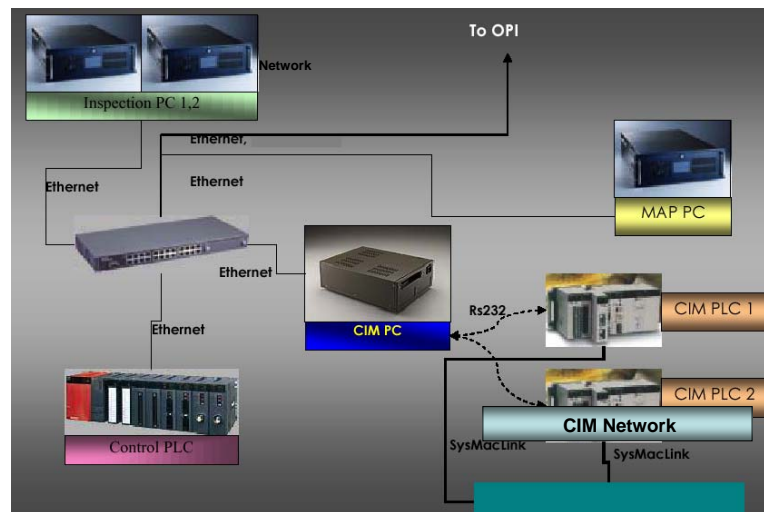 To OPI
Network
Inspection PC 1,2
Ethernet,
Ethernet
Ethernet
MAP PC
Ethernet
Rs232
CIM PLC 1
CIM PC
Ethernet
CIM PLC 2
CIM Network
Control PLC
SysMacLink
SysMacLink